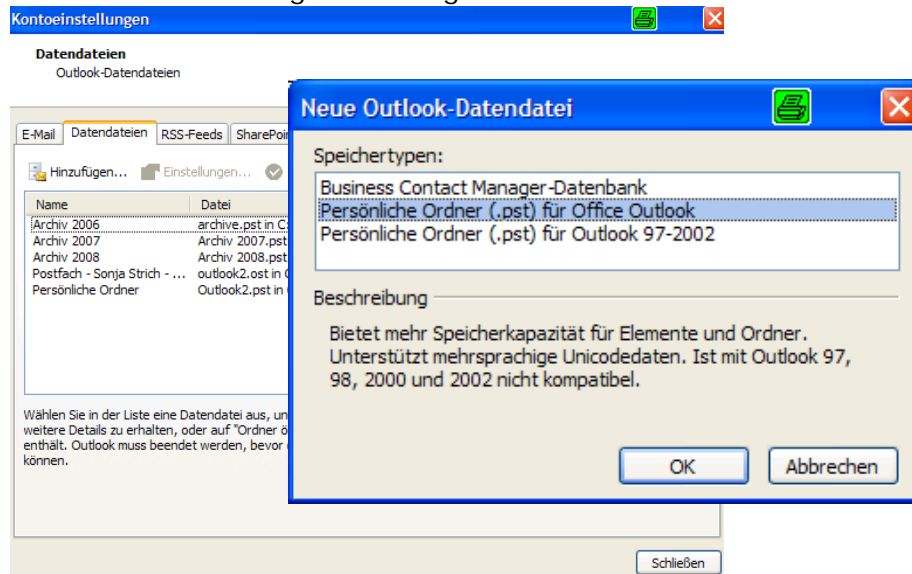 Kontoeinstellungen
Datendateien
Outlook-Datendateien
E-Mail Datendateien RSS-Feeds
Hinzufügen... Einstellungen...
Name Datei
Archiv 2006 archive.pst in
Archiv 2007 Archiv 2007.pst
Archiv 2008 Archiv 2008.pst
Postfach - Sonja Strich - ... outlook2.ost in
Persönliche Ordner Outlook2.pst in
Wählen Sie in der Liste eine Datendatei aus,
weitere Details zu erhalten, oder auf "Ordner
enthält. Outlook muss beendet werden, bevor
können.
Schließen
Neue Outlook-Datendatei
Speichertypen:
Business Contact Manager-Datenbank
Persönliche Ordner (.pst) für Office Outlook
Persönliche Ordner (.pst) für Outlook 97-2002
Beschreibung
Bietet mehr Speicherkapazität für Elemente und Ordner.
Unterstützt mehrsprachige Unicodedaten. Ist mit Outlook 97,
98, 2000 und 2002 nicht kompatibel.
OK Abbrechen